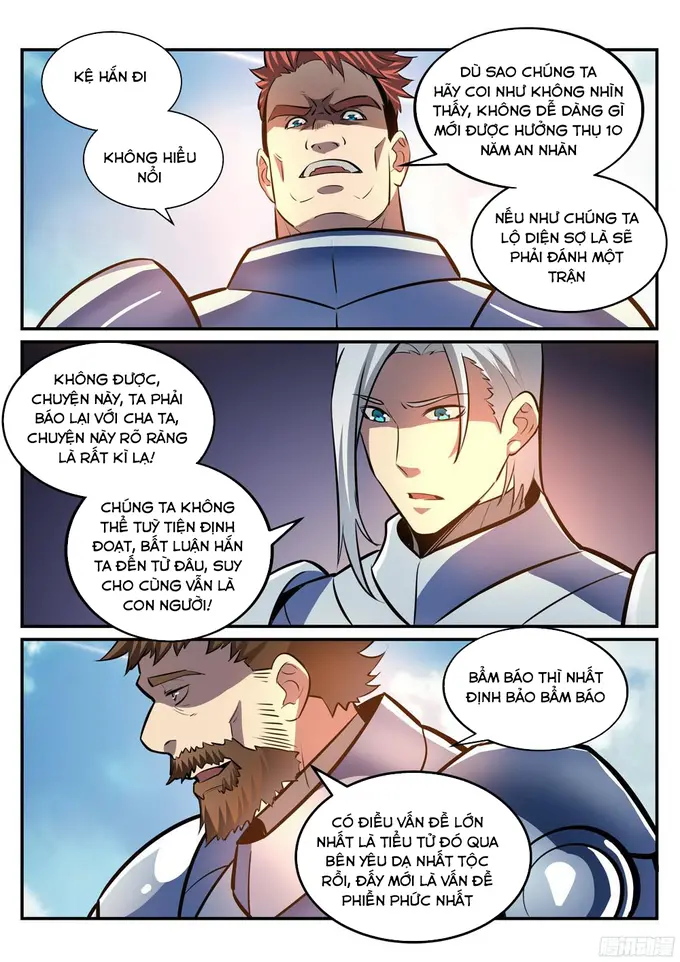 KỆ HẮN ĐI
KHÔNG HIỂU
NỔI
DÙ SAO CHÚNG TA
HÃY COI NHƯ KHÔNG NHÌN
THẤY, KHÔNG DỄ DÀNG GÌ
MỚI ĐƯỢC HƯỞNG THỤ 10
NĂM AN NHÀN
NẾU NHƯ CHÚNG TA
LỘ DIỆN SỢ LÀ SẼ
PHẢI ĐÁNH MỘT
TRẬN
KHÔNG ĐƯỢC,
CHUYỆN NÀY, TA PHẢI
BÁO LẠI VỚI CHA TA,
CHUYỆN NÀY RÕ RÀNG
LÀ RẤT KÌ LẠ!
CHÚNG TA KHÔNG
THỂ TUỲ TIỆN ĐỊNH
ĐOẠT, BẤT LUẬN HẮN
TA ĐẾN TỪ ĐÂU, SUY
CHO CÙNG VẪN LÀ
CON NGƯỜI!
BẨM BÁO THÌ NHẤT
ĐỊNH BẢO BẨM BÁO
CÓ ĐIỀU VẤN ĐỀ LỚN
NHẤT LÀ TIỂU TỬ ĐÓ QUA
BÊN YÊU DẠ NHẤT TỘC
RỒI, ĐẤY MỚI LÀ VẤN ĐỀ
PHIỀN PHỨC NHẤT
腾讯动漫